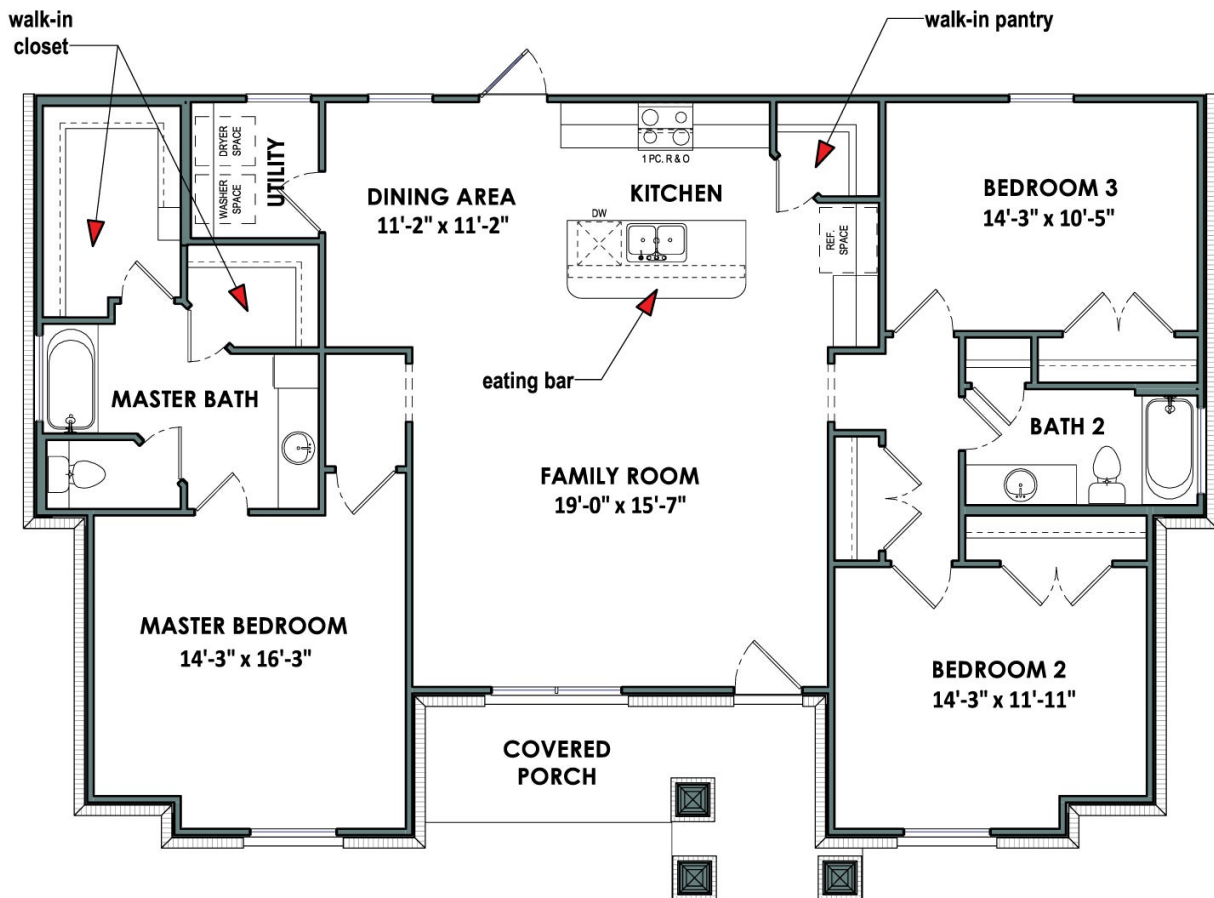 walk-in
closet
walk-in pantry
DRYER
SPACE
WASHER
SPACE
UTILITY
DINING AREA
11'-2" x 11'-2"
1 PC. R & O
KITCHEN
DW
REF.
SPACE
BEDROOM 3
14'-3" x 10'-5"
eating bar
MASTER BATH
BATH 2
FAMILY ROOM
19'-0" x 15'-7"
MASTER BEDROOM
14'-3" x 16'-3"
BEDROOM 2
14'-3" x 11'-11"
COVERED
PORCH